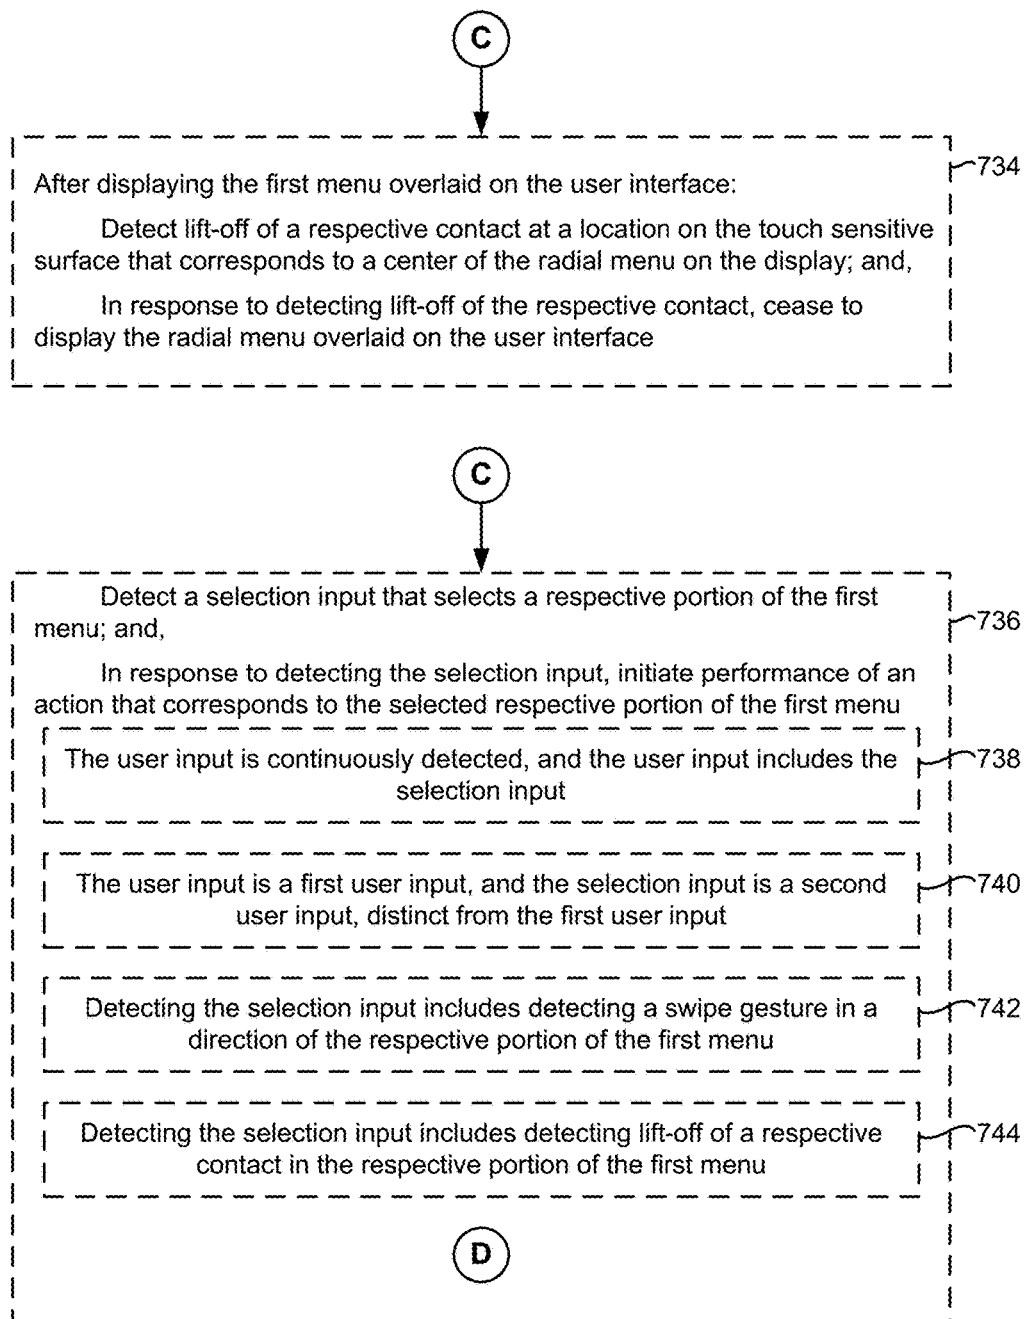 C
734
After displaying the first menu overlaid on the user interface:
Detect lift-off of a respective contact at a location on the touch sensitive
surface that corresponds to a center of the radial menu on the display; and,
In response to detecting lift-off of the respective contact, cease to
display the radial menu overlaid on the user interface
C
Detect a selection input that selects a respective portion of the first
menu; and,
736
In response to detecting the selection input, initiate performance of an
action that corresponds to the selected respective portion of the first menu
The user input is continuously detected, and the user input includes the
selection input
738
The user input is a first user input, and the selection input is a second
user input, distinct from the first user input
740
Detecting the selection input includes detecting a swipe gesture in a
direction of the respective portion of the first menu
742
Detecting the selection input includes detecting lift-off of a respective
contact in the respective portion of the first menu
744
D